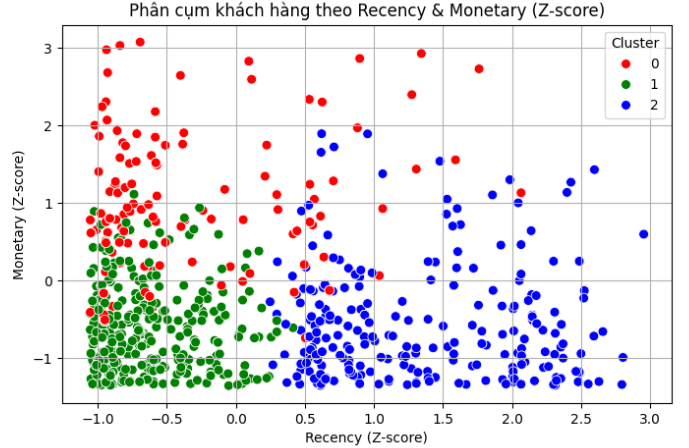 Phân cụm khách hàng theo Recency & Monetary (Z-score)
Cluster
0
1
2
Monetary (Z-score)
3
2
1
0
−1
−1.0 −0.5 0.0 0.5 1.0 1.5 2.0 2.5 3.0
Recency (Z-score)